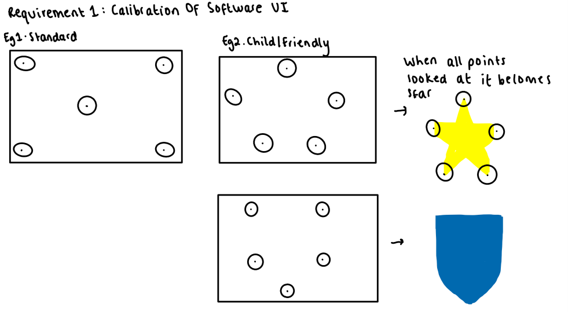 Requirement 1: Calibration Of Software UI
Eg1. Standard
Eg2. Child/Friendly
When all points
looked at it becomes
star